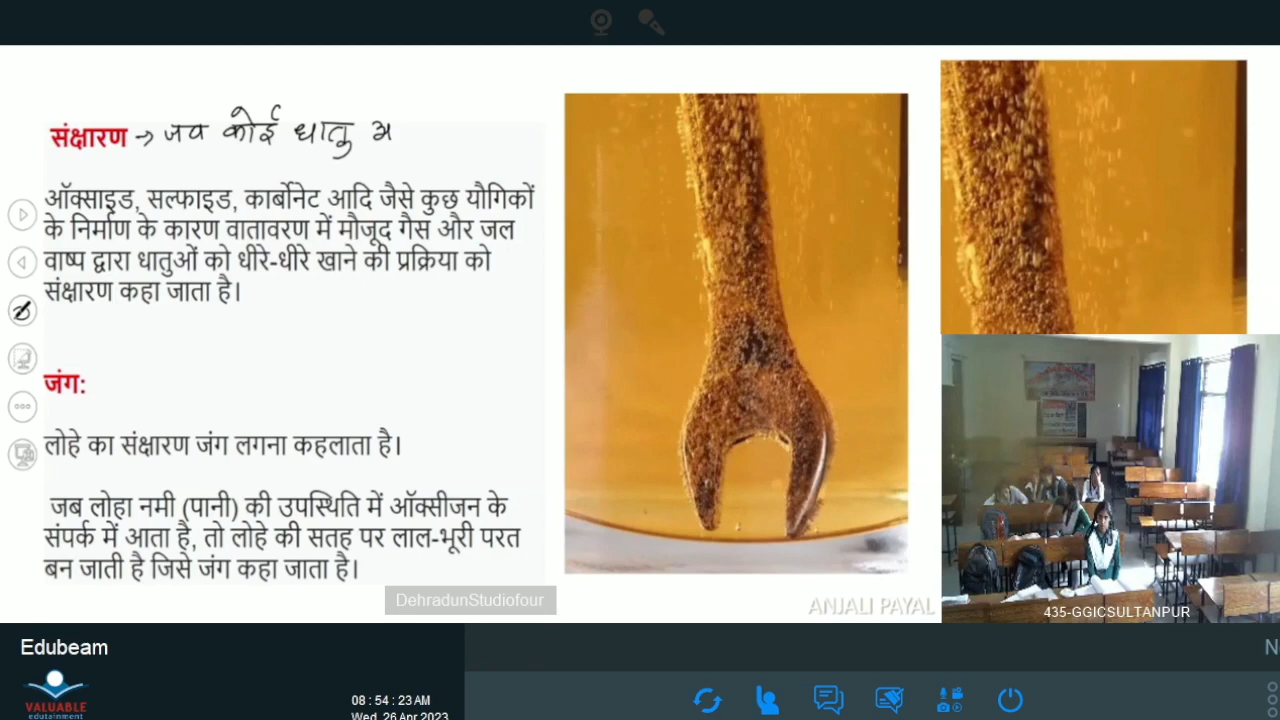 संक्षारण → जब कोई धातु अ
ऑक्साइड, सल्फाइड, कार्बोनेट आदि जैसे कुछ यौगिकों
के निर्माण के कारण वातावरण में मौजूद गैस और जल
वाष्प द्वारा धातुओं को धीरे-धीरे खाने की प्रक्रिया को
संक्षारण कहा जाता है।
जंग:
लोहे का संक्षारण जंग लगना कहलाता है।
जब लोहा नमी (पानी) की उपस्थिति में ऑक्सीजन के
संपर्क में आता है, तो लोहे की सतह पर लाल-भूरी परत
बन जाती है जिसे जंग कहा जाता है।
DehradunStudiofour
ANJALI PAYAL
435-GGICSULTANPUR
Edubeam
N
VALUABLE
edutainment
08 : 54 : 23 AM
Wed, 26 Apr 2023